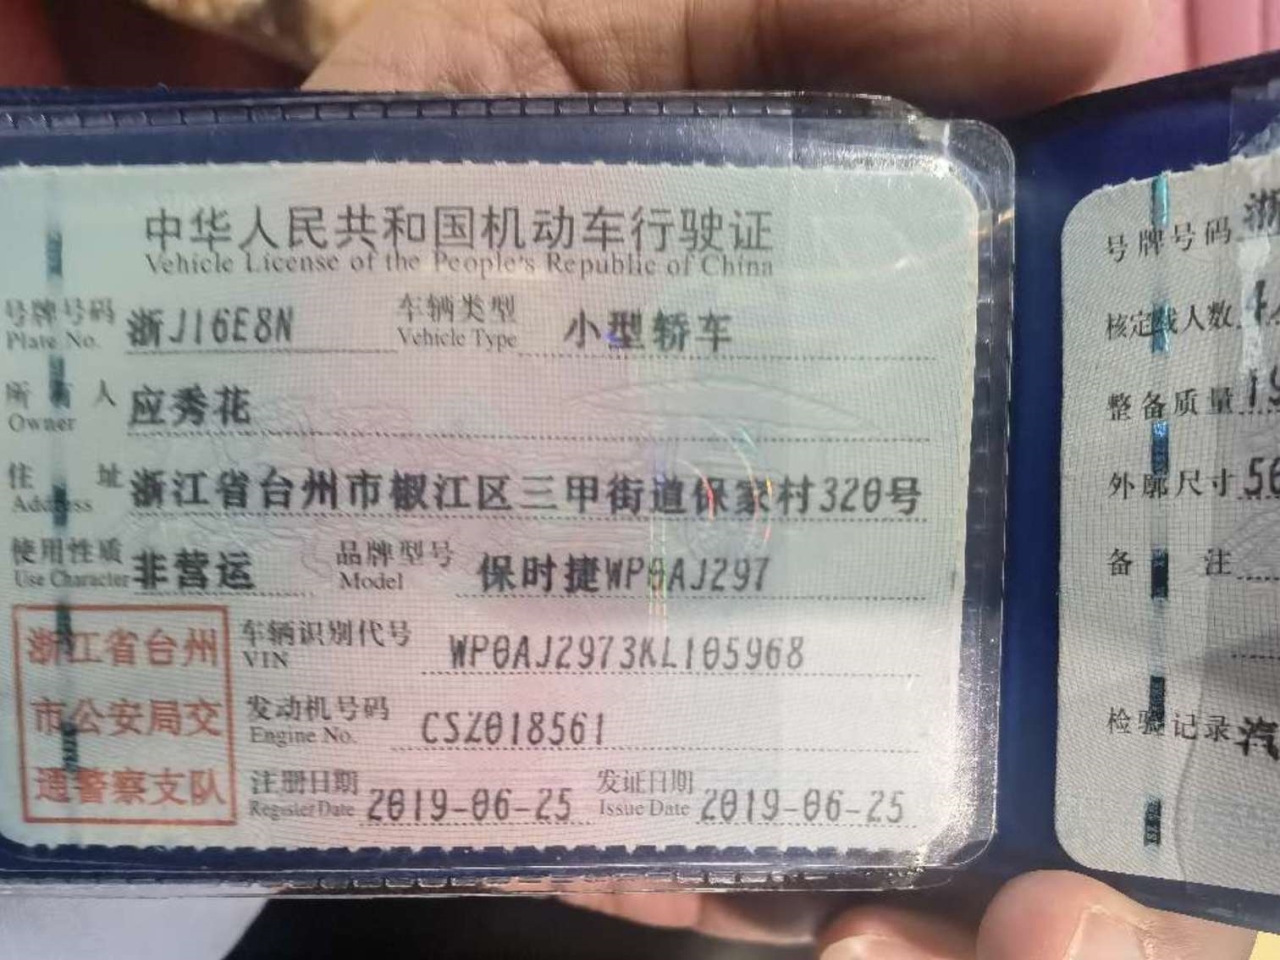 中华人民共和国机动车行驶证
Vehicle License of the People's Republic of China
号牌号码 浙J16E8N 车辆类型 小型轿车
Plate No. Vehicle Type
所有人 应秀花
Owner
住址 浙江省台州市椒江区三甲街道保家村320号
Address
使用性质 非营运 品牌型号 保时捷WP0AJ297
Use Character Model
浙江省台州
市公安局交
通警察支队
车辆识别代号 WP0AJ2973KL105968
VIN
发动机号码 CSZ018561
Engine No.
注册日期 2019-06-25 发证日期 2019-06-25
Register Date Issue Date
号牌号码 浙
核定载人数
整备质量
外廓尺寸 50
备注
检验记录 汽